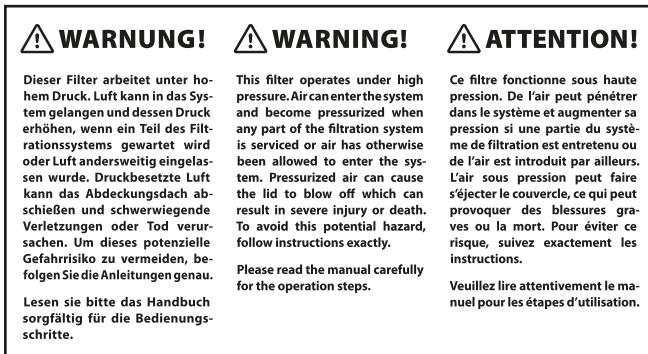 WARNUNG!
Dieser Filter arbeitet unter ho-
hem Druck. Luft kann in das Sys-
tem gelangen und dessen Druck
erhöhen, wenn ein Teil des Filt-
rationssystems gewartet wird
oder Luft andersweitig eingelas-
sen wurde. Druckbesetzte Luft
kann das Abdeckungsdach ab-
schießen und schwerwiegende
Verletzungen oder Tod verur-
sachen. Um dieses potenzielle
Gefahrrisiko zu vermeiden, be-
folgen Sie die Anleitungen genau.
Lesen sie bitte das Handbuch
sorgfältig für die Bedienungs-
schritte.
WARNING!
This filter operates under high
pressure. Air can enter the system
and become pressurized when
any part of the filtration system
is serviced or air has otherwise
been allowed to enter the sys-
tem. Pressurized air can cause
the lid to blow off which can
result in severe injury or death.
To avoid this potential hazard,
follow instructions exactly.
Please read the manual carefully
for the operation steps.
ATTENTION!
Ce filtre fonctionne sous haute
pression. De l'air peut pénétrer
dans le système et augmenter sa
pression si une partie du systè-
me de filtration est entretenu ou
de l'air est introduit par ailleurs.
L'air sous pression peut faire
s'éjecter le couvercle, ce qui peut
provoquer des blessures gra-
ves ou la mort. Pour éviter ce
risque, suivez exactement les
instructions.
Veuillez lire attentivement le ma-
nuel pour les étapes d'utilisation.